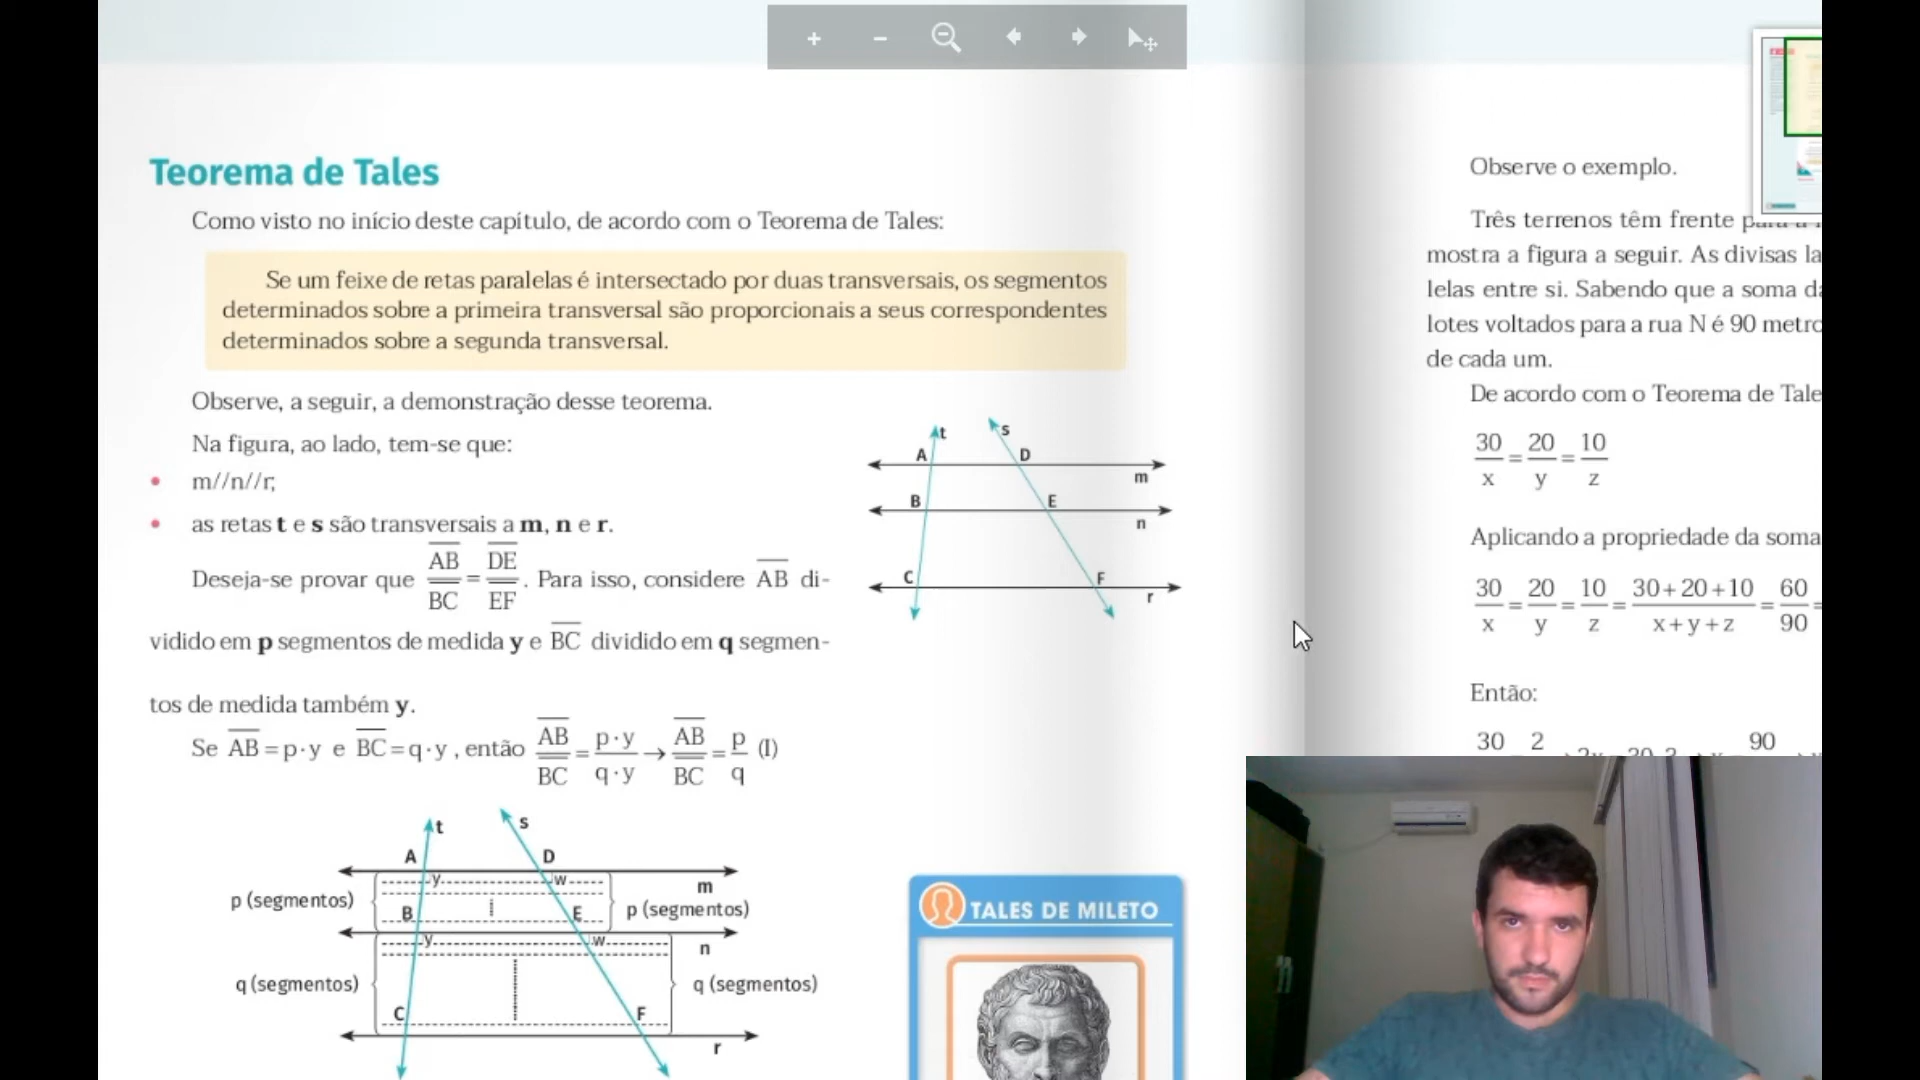 Teorema de Tales
Como visto no início deste capítulo, de acordo com o Teorema de Tales:
Se um feixe de retas paralelas é intersectado por duas transversais, os segmentos
determinados sobre a primeira transversal são proporcionais a seus correspondentes
determinados sobre a segunda transversal.
Observe, a seguir, a demonstração desse teorema.
Na figura, ao lado, tem-se que:
• m//n//r;
• as retas t e s são transversais a m, n e r.
Deseja-se provar que AB/BC = DE/EF. Para isso, considere AB di-
vidido em p segmentos de medida y e BC dividido em q segmen-
tos de medida também y.
Se AB = p · y e BC = q · y, então AB/BC = p · y/q · y → AB/BC = p/q (I)
t s
A D
m
B E
n
C F
r
t s
A D
y w
m
p (segmentos) p (segmentos)
B E
y w
n
q (segmentos) q (segmentos)
C F
r
TALES DE MILETO
Observe o exemplo.
Três terrenos têm frente
mostra a figura a seguir. As divisas
lelas entre si. Sabendo que a soma
lotes voltados para a rua N é 90
de cada um.
De acordo com o Teorema de
30/x = 20/y = 10/z
Aplicando a propriedade da soma
30/x = 20/y = 10/z = 30+20+10/x+y+z = 60/90 =
Então:
30 2 90